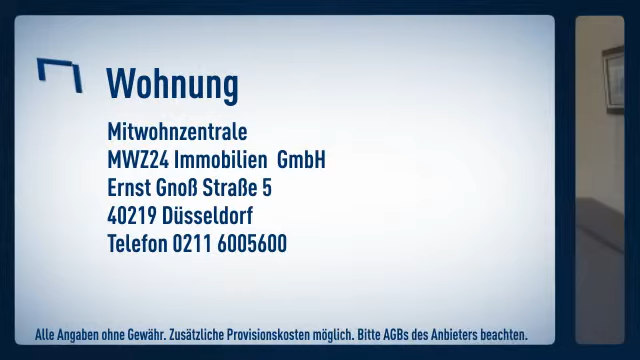 Wohnung
Mitwohnzentrale
MWZ24 Immobilien GmbH
Ernst Gnoß Straße 5
40219 Düsseldorf
Telefon 0211 6005600
Alle Angaben ohne Gewähr. Zusätzliche Provisionskosten möglich. Bitte AGBs des Anbieters beachten.